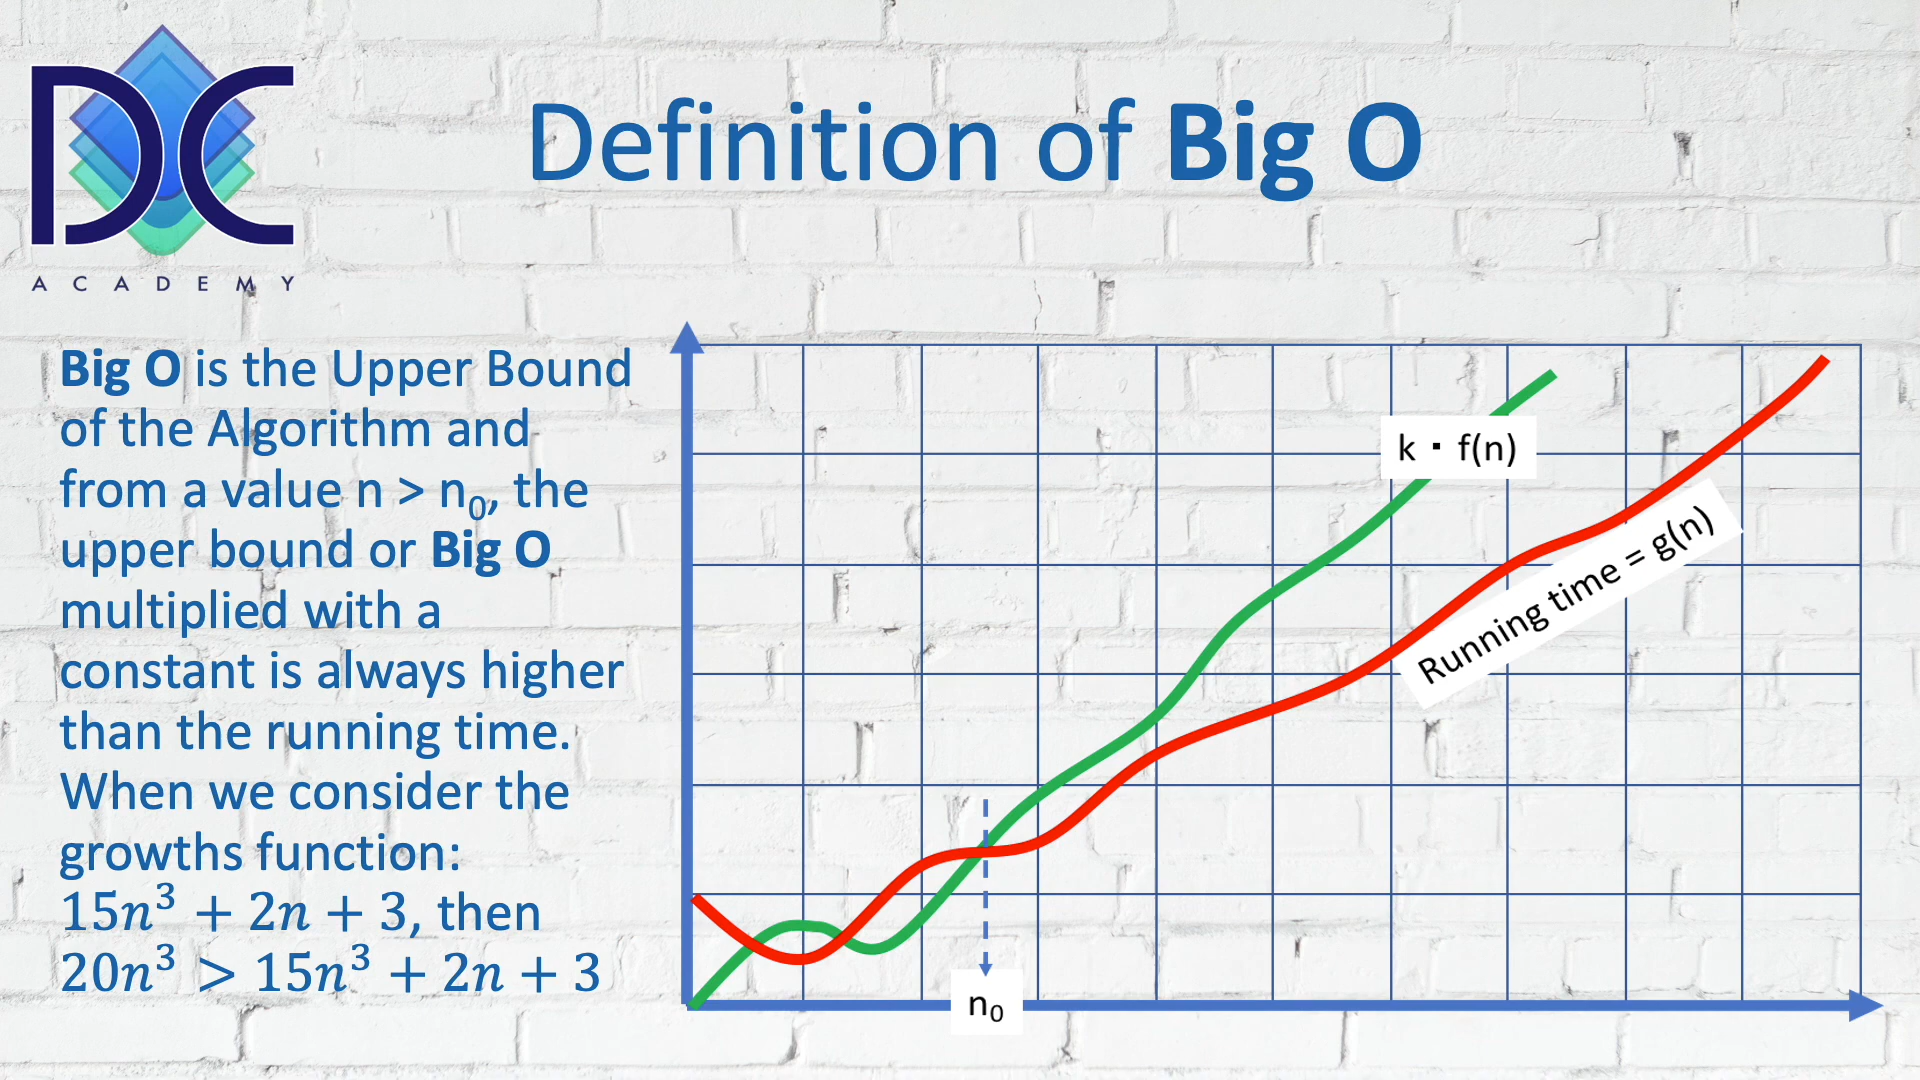 DC
ACADEMY
Definition of Big O
Big O is the Upper Bound
of the Algorithm and
from a value n > n₀, the
upper bound or Big O
multiplied with a
constant is always higher
than the running time.
When we consider the
growths function:
15n³ + 2n + 3, then
20n³ > 15n³ + 2n + 3
k · f(n)
Running time = g(n)
n₀